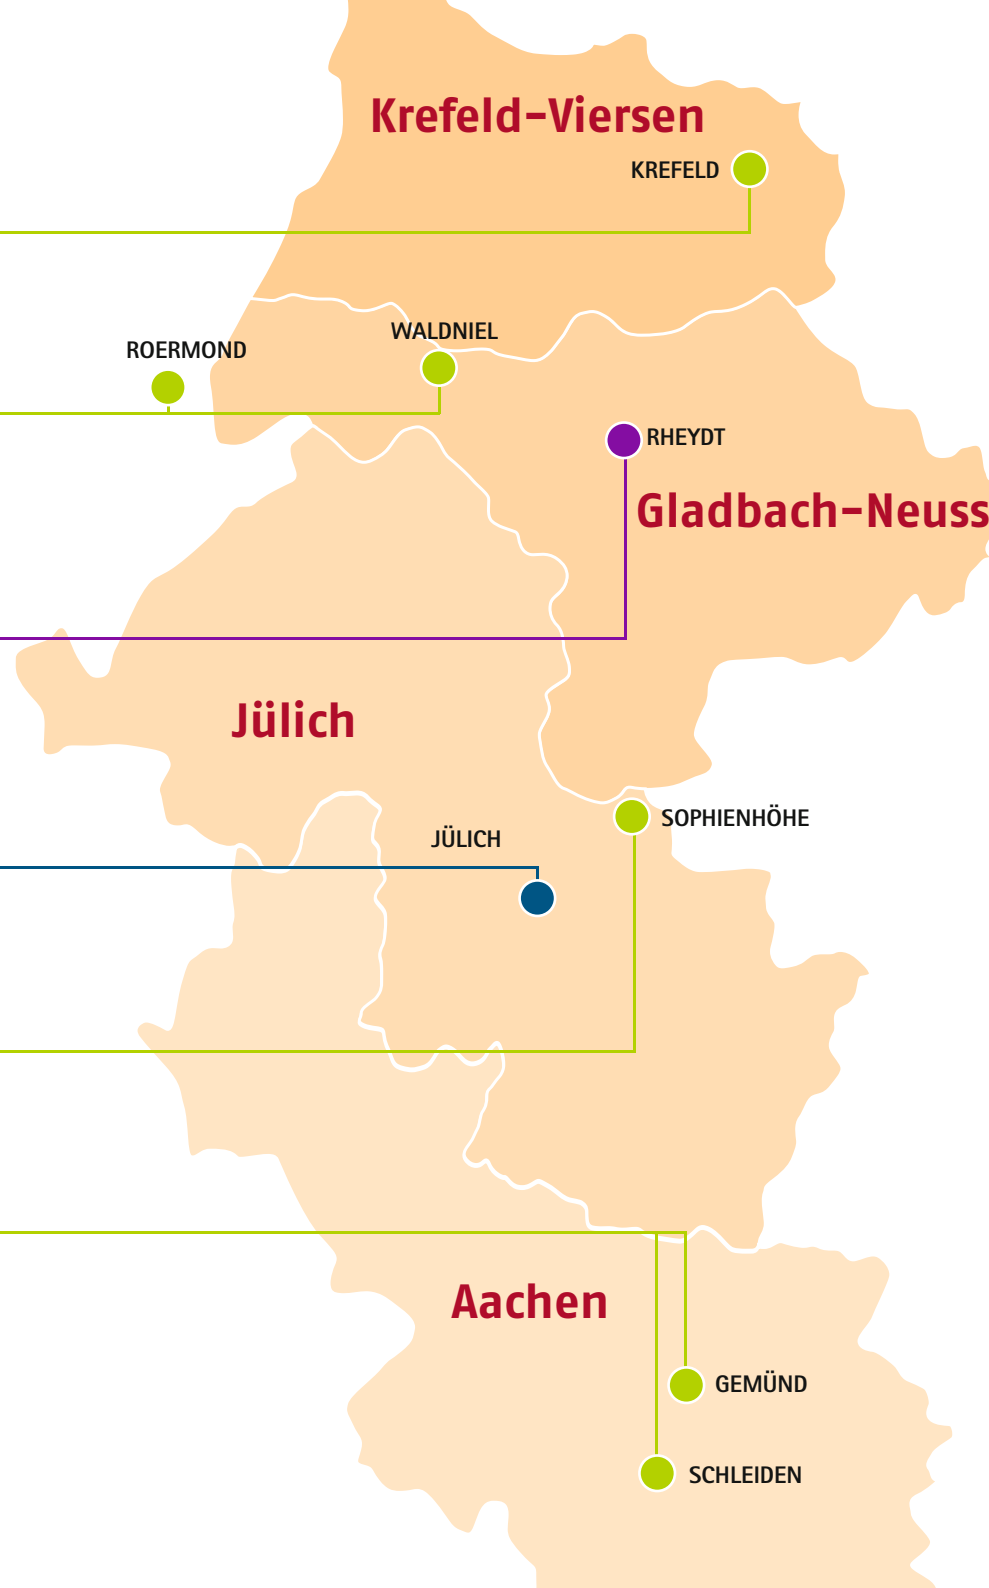 Krefeld-Viersen
KREFELD
WALDNIEL
ROERMOND
RHEYDT
Gladbach-Neuss
Jülich
SOPHIENHÖHE
JÜLICH
Aachen
GEMÜND
SCHLEIDEN